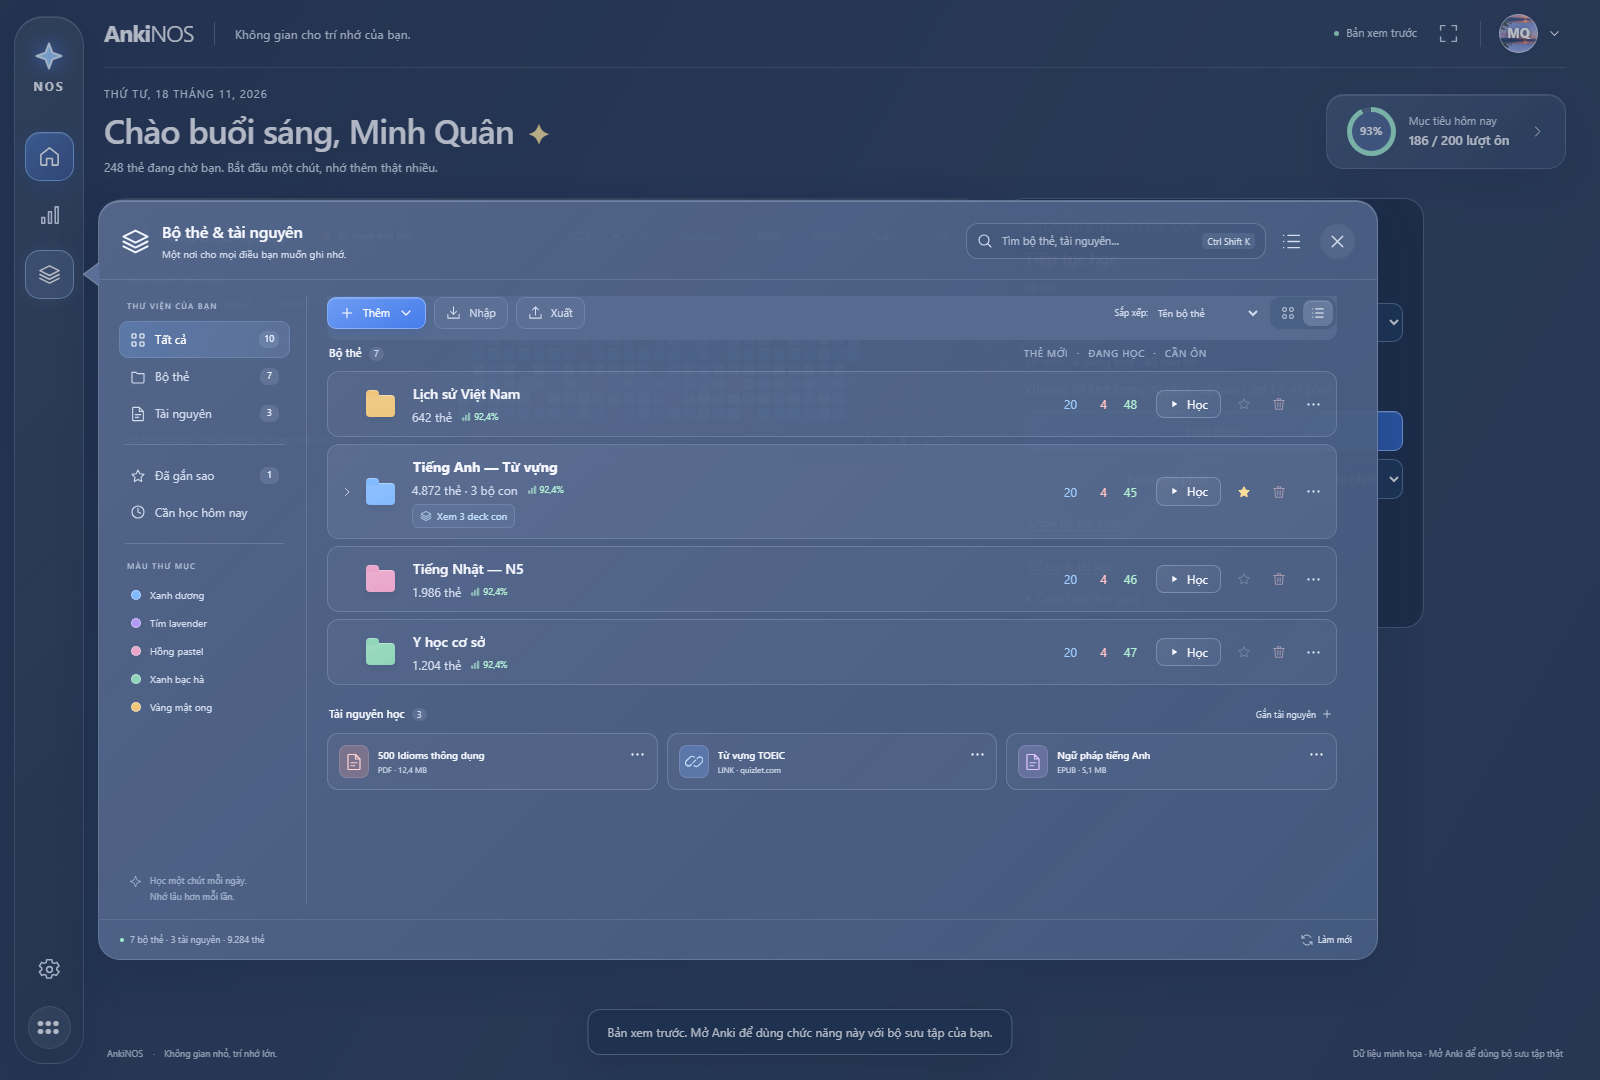 AnkiNOS
Không gian cho trí nhớ của bạn.
Bản xem trước
MQ
NOS
THỨ TƯ, 18 THÁNG 11, 2026
Chào buổi sáng, Minh Quân
248 thẻ đang chờ bạn. Bắt đầu một chút, nhớ thêm thật nhiều.
93%
Mục tiêu hôm nay
186 / 200 lượt ôn
Bộ thẻ & tài nguyên
Một nơi cho mọi điều bạn muốn ghi nhớ.
Tìm bộ thẻ, tài nguyên...
Ctrl Shift K
THƯ VIỆN CỦA BẠN
Tất cả 10
Bộ thẻ 7
Tài nguyên 3
Đã gắn sao 1
Cần học hôm nay
MÀU THƯ MỤC
Xanh dương
Tím lavender
Hồng pastel
Xanh bạc hà
Vàng mật ong
Học một chút mỗi ngày.
Nhớ lâu hơn mỗi lần.
Thêm
Nhập
Xuất
Sắp xếp: Tên bộ thẻ
Bộ thẻ 7
THẺ MỚI · ĐANG HỌC · CẦN ÔN
Lịch sử Việt Nam
642 thẻ 92,4%
20 4 48 Học
Tiếng Anh — Từ vựng
4.872 thẻ · 3 bộ con 92,4%
Xem 3 deck con
20 4 45 Học
Tiếng Nhật — N5
1.986 thẻ 92,4%
20 4 46 Học
Y học cơ sở
1.204 thẻ 92,4%
20 4 47 Học
Tài nguyên học 3
Gắn tài nguyên +
500 Idioms thông dụng
PDF · 12,4 MB
Từ vựng TOEIC
LINK · quizlet.com
Ngữ pháp tiếng Anh
EPUB · 5,1 MB
7 bộ thẻ · 3 tài nguyên · 9.284 thẻ
Làm mới
Bản xem trước. Mở Anki để dùng chức năng này với bộ sưu tập của bạn.
AnkiNOS · Không gian nhỏ, trí nhớ lớn.
Dữ liệu minh họa · Mở Anki để dùng bộ sưu tập thật